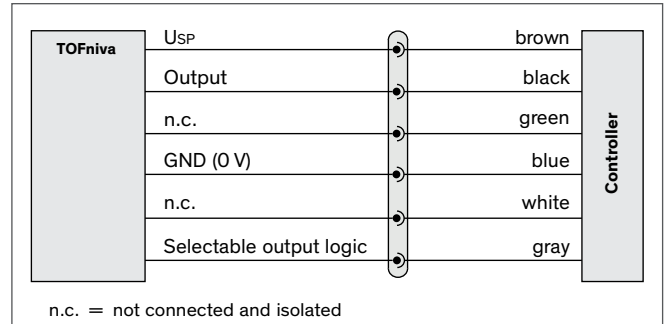 TOFniva
USP brown
Output black
n.c. green
GND (0 V) blue
n.c. white
Selectable output logic gray
Controller
n.c. = not connected and isolated